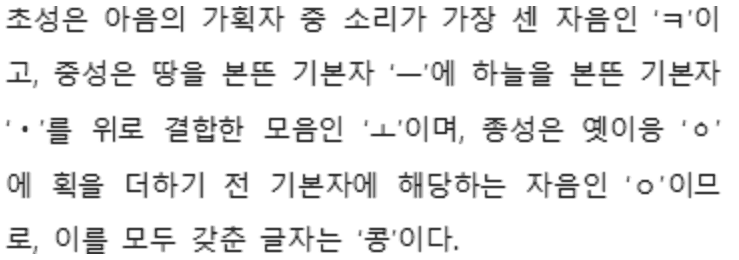 초성은 아음의 가획자 중 소리가 가장 센 자음인 ‘ㅋ’이
고, 중성은 땅을 본뜬 기본자 ‘ㅡ’에 하늘을 본뜬 기본자
‘ㆍ’를 위로 결합한 모음인 ‘ㅗ’이며, 종성은 옛이응 ‘ㆁ’
에 획을 더하기 전 기본자에 해당하는 자음인 ‘ㅇ’이므
로, 이를 모두 갖춘 글자는 ‘콩’이다.